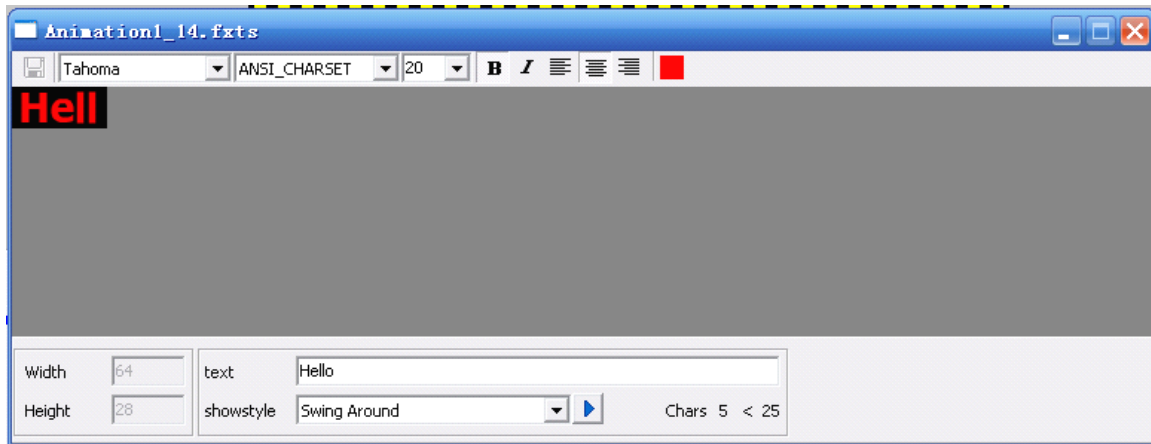 Animation1_14.fxts
Tahoma ANSI_CHARSET 20 B I
Hell
Width 64 text Hello
Height 28 showstyle Swing Around Chars 5 < 25